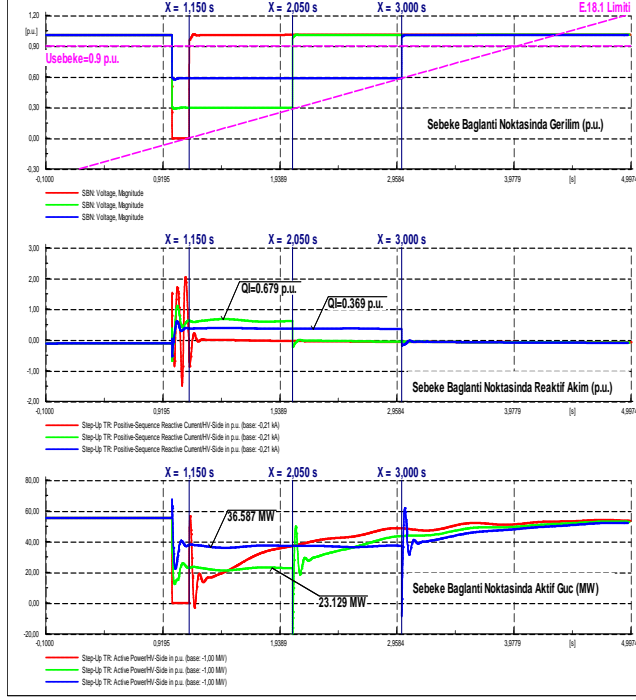 X = 1,150 s X = 2,050 s X = 3,000 s E.18.1 Limiti
1,20
[p.u.]
0,90
Usebeke=0.9 p.u.
0,60
0,30
0,00
Sebeke Baglanti Noktasinda Gerilim (p.u.)
-0,30
-0,1000 0,9195 1,9389 2,9584 3,9779 [s] 4,9974
SBN: Voltage, Magnitude
SBN: Voltage, Magnitude
SBN: Voltage, Magnitude
3,00
X = 1,150 s X = 2,050 s X = 3,000 s
2,00
QI=0.679 p.u.
QI=0.369 p.u.
1,00
0,00
-1,00
Sebeke Baglanti Noktasinda Reaktif Akim (p.u.)
-2,00
-0,1000 0,9195 1,9389 2,9584 3,9779 [s] 4,9974
Step-Up TR: Positive-Sequence Reactive Current/HV-Side in p.u. (base: -0,21 kA)
Step-Up TR: Positive-Sequence Reactive Current/HV-Side in p.u. (base: -0,21 kA)
Step-Up TR: Positive-Sequence Reactive Current/HV-Side in p.u. (base: -0,21 kA)
X = 1,150 s X = 2,050 s X = 3,000 s
80,00
60,00
36.587 MW
40,00
20,00
Sebeke Baglanti Noktasinda Aktif Guc (MW)
23.129 MW
0,00
-20,00
-0,1000 0,9195 1,9389 2,9584 3,9779 [s] 4,9974
Step-Up TR: Active Power/HV-Side in p.u. (base: -1,00 MW)
Step-Up TR: Active Power/HV-Side in p.u. (base: -1,00 MW)
Step-Up TR: Active Power/HV-Side in p.u. (base: -1,00 MW)